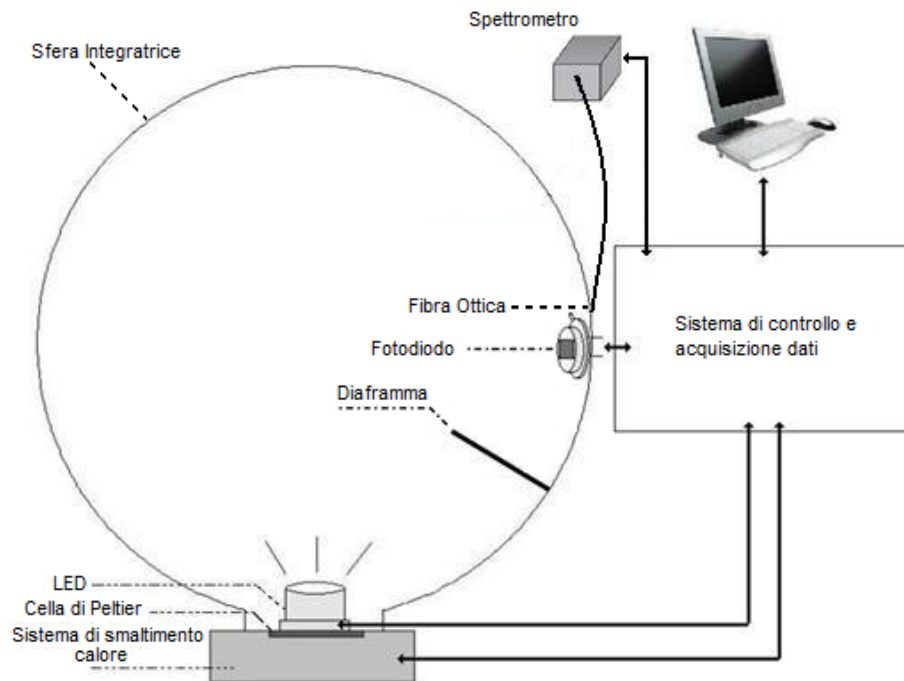 Spettrometro
Sfera Integratrice
Fibra Ottica
Sistema di controllo e
acquisizione dati
Fotodiodo
Diaframma
LED
Cella di Peltier
Sistema di smaltimento
calore